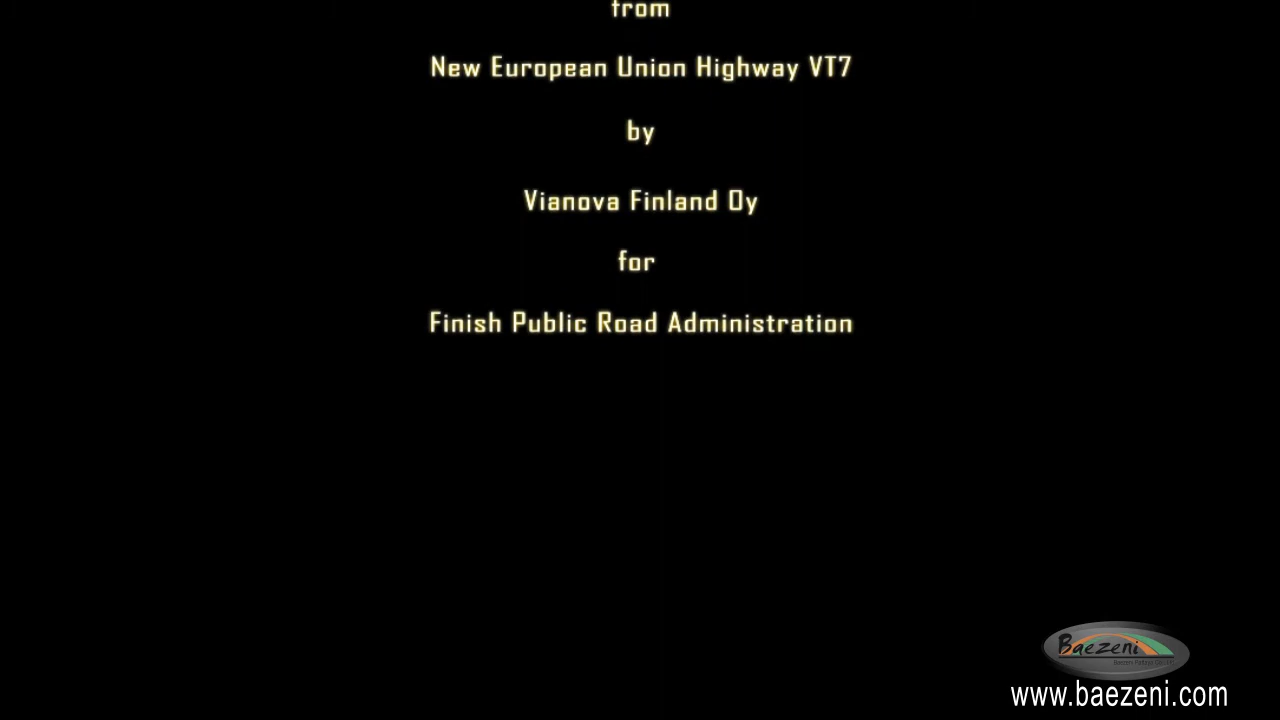 from
New European Union Highway VT7
by
Vianova Finland Oy
for
Finish Public Road Administration
Baezeni
www.baezeni.com